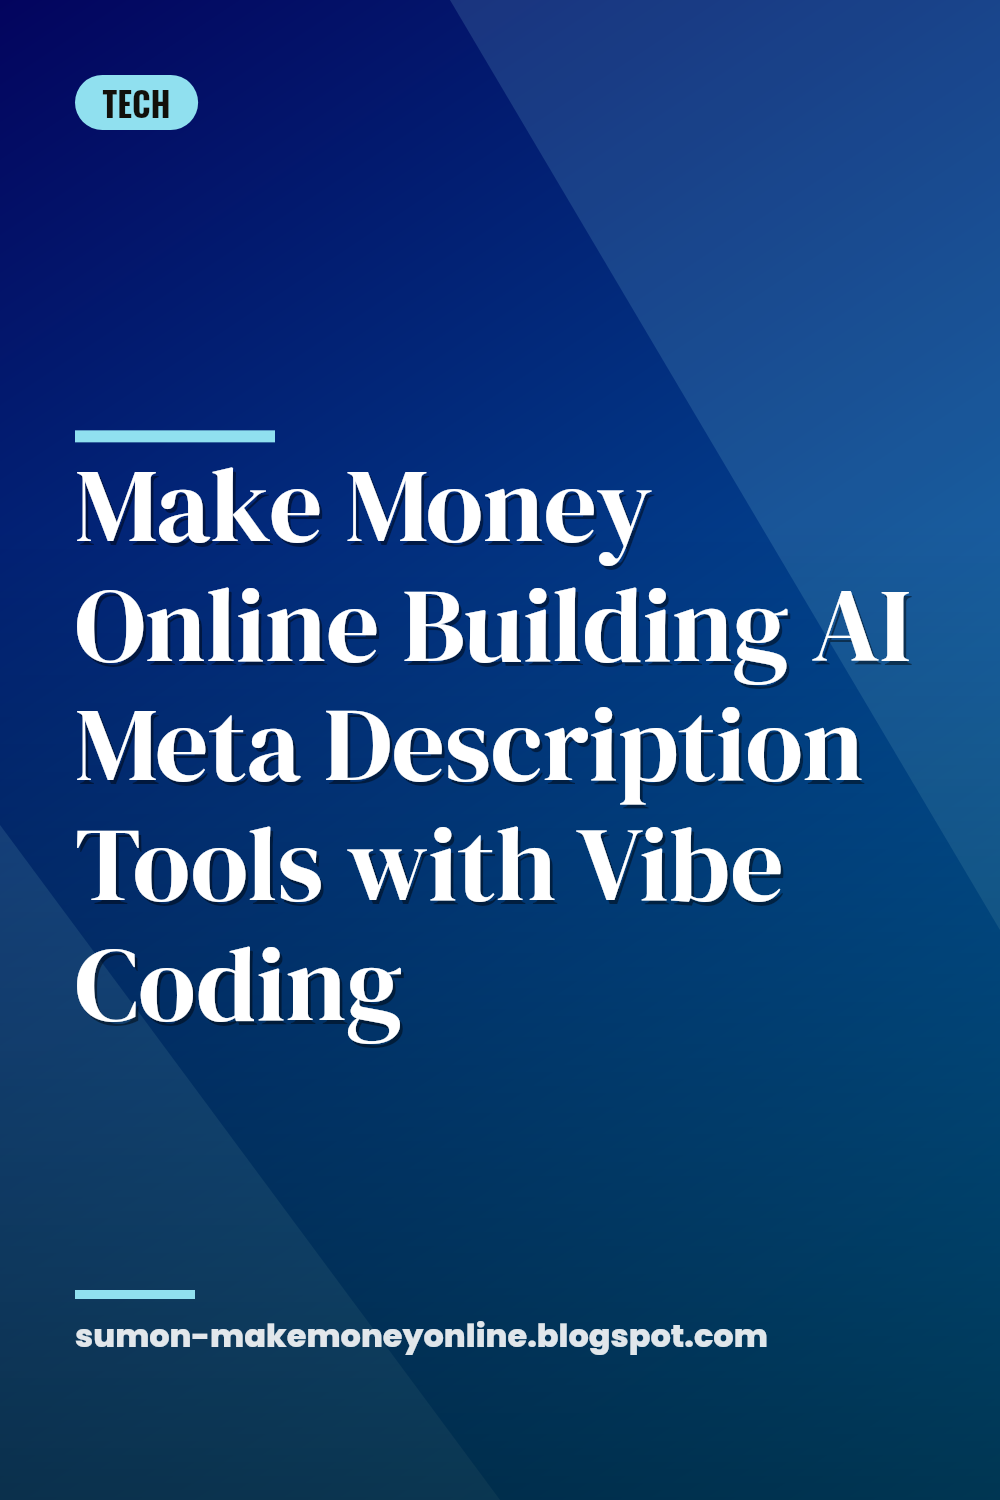 TECH
Make Money
Online Building AI
Meta Description
Tools with Vibe
Coding
sumon-makemoneyonline.blogspot.com